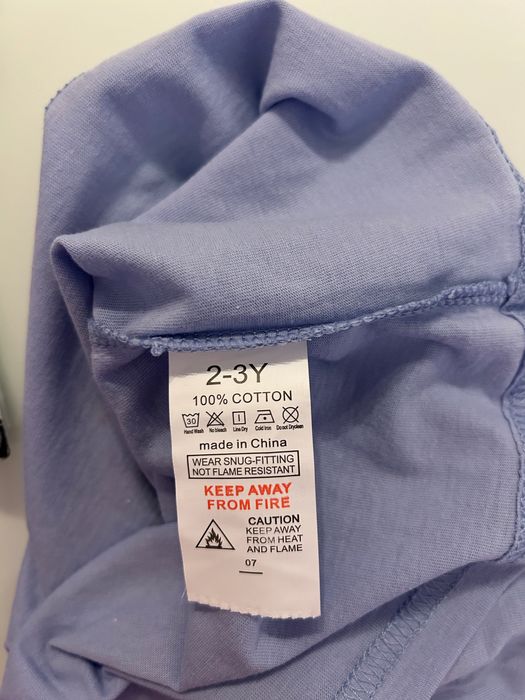 2-3Y
100% COTTON
30
Hand Wash No bleach Line Dry Cold Iron Do not Dryclean
made in China
WEAR SNUG-FITTING
NOT FLAME RESISTANT
KEEP AWAY
FROM FIRE
CAUTION
KEEP AWAY
FROM HEAT
AND FLAME
07